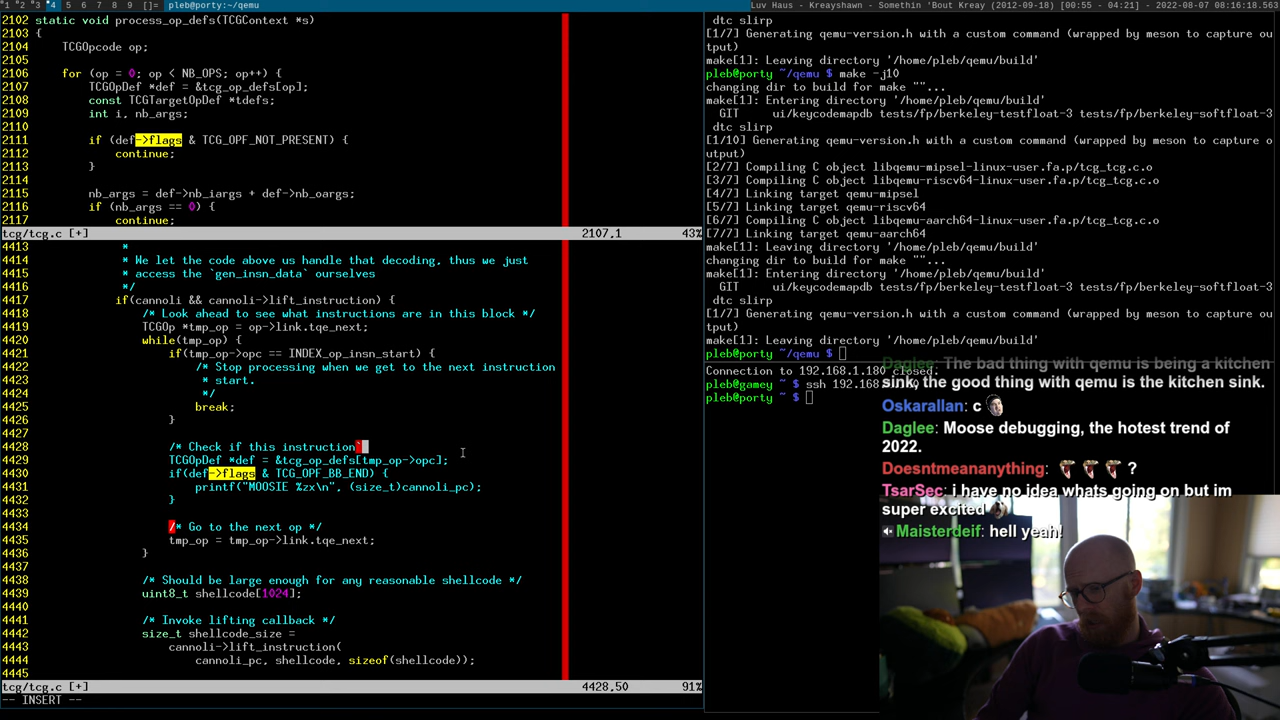 1 2 3 4 5 6 7 8 9 []= pleb@porty:~/qemu
Luv Haus - Kreayshawn - Somethin 'Bout Kreay (2012-09-18) [00:55 - 04:21] - 2022-08-07 08:16:18.563
2102 static void process_op_defs(TCGContext *s)
2103 {
2104     TCGOpcode op;
2105
2106     for (op = 0; op < NB_OPS; op++) {
2107         TCGOpDef *def = &tcg_op_defs[op];
2108         const TCGTargetOpDef *tdefs;
2109         int i, nb_args;
2110
2111         if (def->flags & TCG_OPF_NOT_PRESENT) {
2112             continue;
2113         }
2114
2115         nb_args = def->nb_iargs + def->nb_oargs;
2116         if (nb_args == 0) {
2117             continue;
tcg/tcg.c [+] 2107,1 43%
4413              *
4414              * We let the code above us handle that decoding, thus we just
4415              * access the `gen_insn_data` ourselves
4416              */
4417             if(cannoli && cannoli->lift_instruction) {
4418                 /* Look ahead to see what instructions are in this block */
4419                 TCGOp *tmp_op = op->link.tqe_next;
4420                 while(tmp_op) {
4421                     if(tmp_op->opc == INDEX_op_insn_start) {
4422                         /* Stop processing when we get to the next instruction
4423                          * start.
4424                          */
4425                         break;
4426                     }
4427
4428                     /* Check if this instruction`
4429                     TCGOpDef *def = &tcg_op_defs[tmp_op->opc];
4430                     if(def->flags & TCG_OPF_BB_END) {
4431                         printf("MOOSIE %zx\n", (size_t)cannoli_pc);
4432                     }
4433
4434                     /* Go to the next op */
4435                     tmp_op = tmp_op->link.tqe_next;
4436                 }
4437
4438                 /* Should be large enough for any reasonable shellcode */
4439                 uint8_t shellcode[1024];
4440
4441                 /* Invoke lifting callback */
4442                 size_t shellcode_size =
4443                     cannoli->lift_instruction(
4444                         cannoli_pc, shellcode, sizeof(shellcode));
4445
tcg/tcg.c [+] 4428,50 91%
-- INSERT --
dtc slirp
[1/7] Generating qemu-version.h with a custom command (wrapped by meson to capture ou
tput)
make[1]: Leaving directory '/home/pleb/qemu/build'
pleb@porty ~/qemu $ make -j10
changing dir to build for make ""...
make[1]: Entering directory '/home/pleb/qemu/build'
  GIT     ui/keycodemapdb tests/fp/berkeley-testfloat-3 tests/fp/berkeley-softfloat-3
dtc slirp
[1/10] Generating qemu-version.h with a custom command (wrapped by meson to capture o
utput)
[2/7] Compiling C object libqemu-mipsel-linux-user.fa.p/tcg_tcg.c.o
[3/7] Compiling C object libqemu-riscv64-linux-user.fa.p/tcg_tcg.c.o
[4/7] Linking target qemu-mipsel
[5/7] Linking target qemu-riscv64
[6/7] Compiling C object libqemu-aarch64-linux-user.fa.p/tcg_tcg.c.o
[7/7] Linking target qemu-aarch64
make[1]: Leaving directory '/home/pleb/qemu/build'
changing dir to build for make ""...
make[1]: Entering directory '/home/pleb/qemu/build'
  GIT     ui/keycodemapdb tests/fp/berkeley-testfloat-3 tests/fp/berkeley-softfloat-3
dtc slirp
[1/7] Generating qemu-version.h with a custom command (wrapped by meson to capture ou
tput)
make[1]: Leaving directory '/home/pleb/qemu/build'
pleb@porty ~/qemu $
Connection to 192.168.1.180 closed.
pleb@gamey ~ $ ssh 192.168
pleb@porty ~ $
Daglee: The bad thing with qemu is being a kitchen
sink, the good thing with qemu is the kitchen sink.
Oskarallan: c
Daglee: Moose debugging, the hotest trend of
2022.
Doesntmeananything: ?
TsarSec: i have no idea whats going on but im
super excited
Maisterdeif: hell yeah!